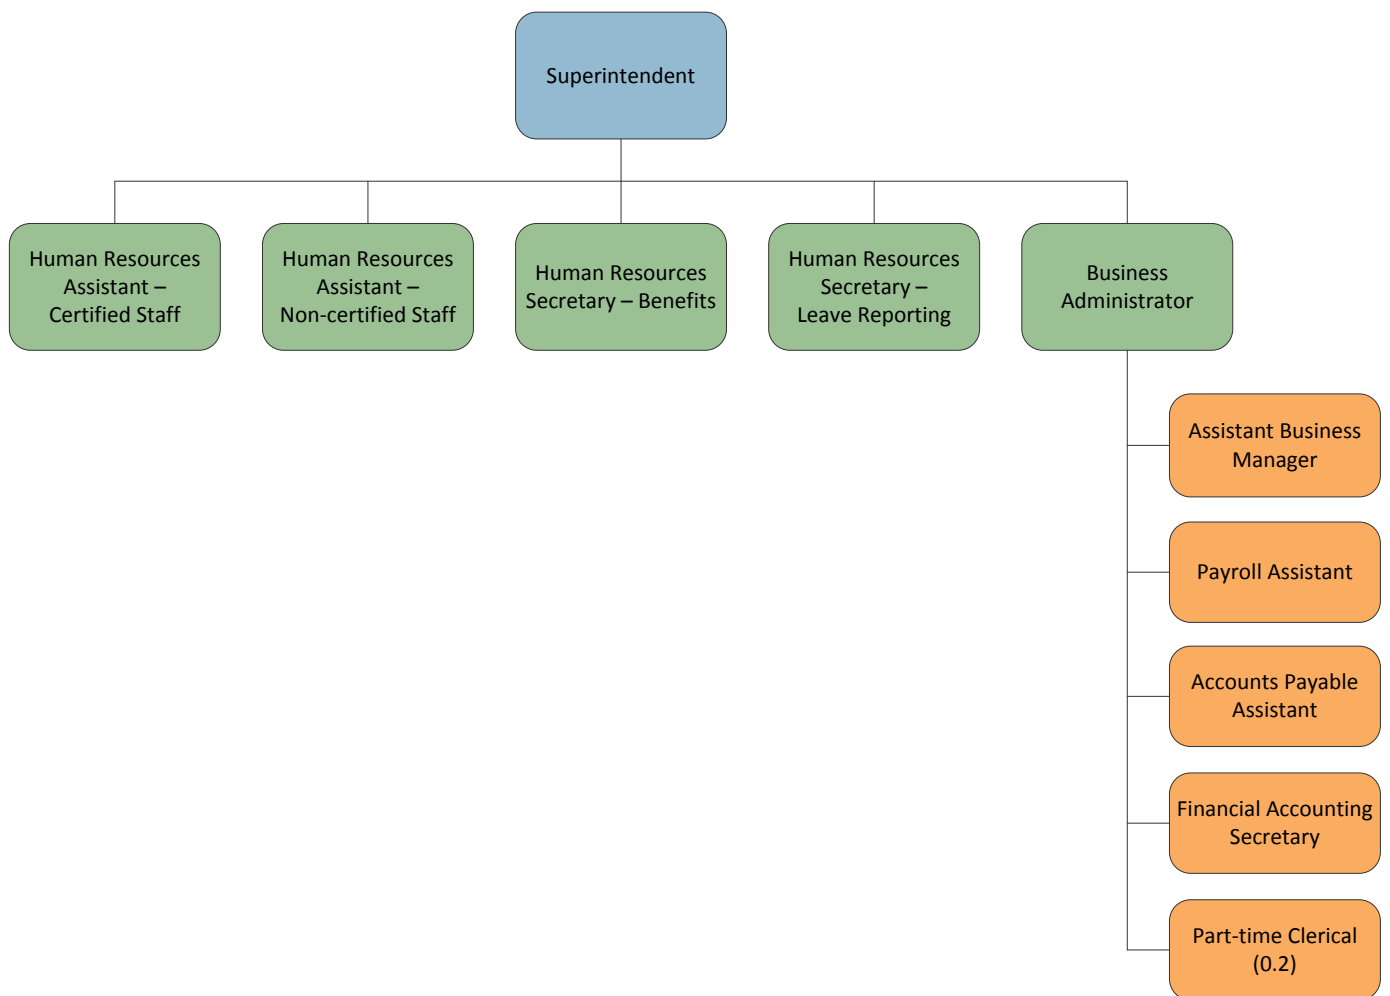 Superintendent
Human Resources
Assistant –
Certified Staff
Human Resources
Assistant –
Non-certified Staff
Human Resources
Secretary – Benefits
Human Resources
Secretary –
Leave Reporting
Business
Administrator
Assistant Business
Manager
Payroll Assistant
Accounts Payable
Assistant
Financial Accounting
Secretary
Part-time Clerical
(0.2)